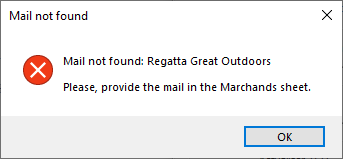 Mail not found
Mail not found: Regatta Great Outdoors
Please, provide the mail in the Marchands sheet.
OK